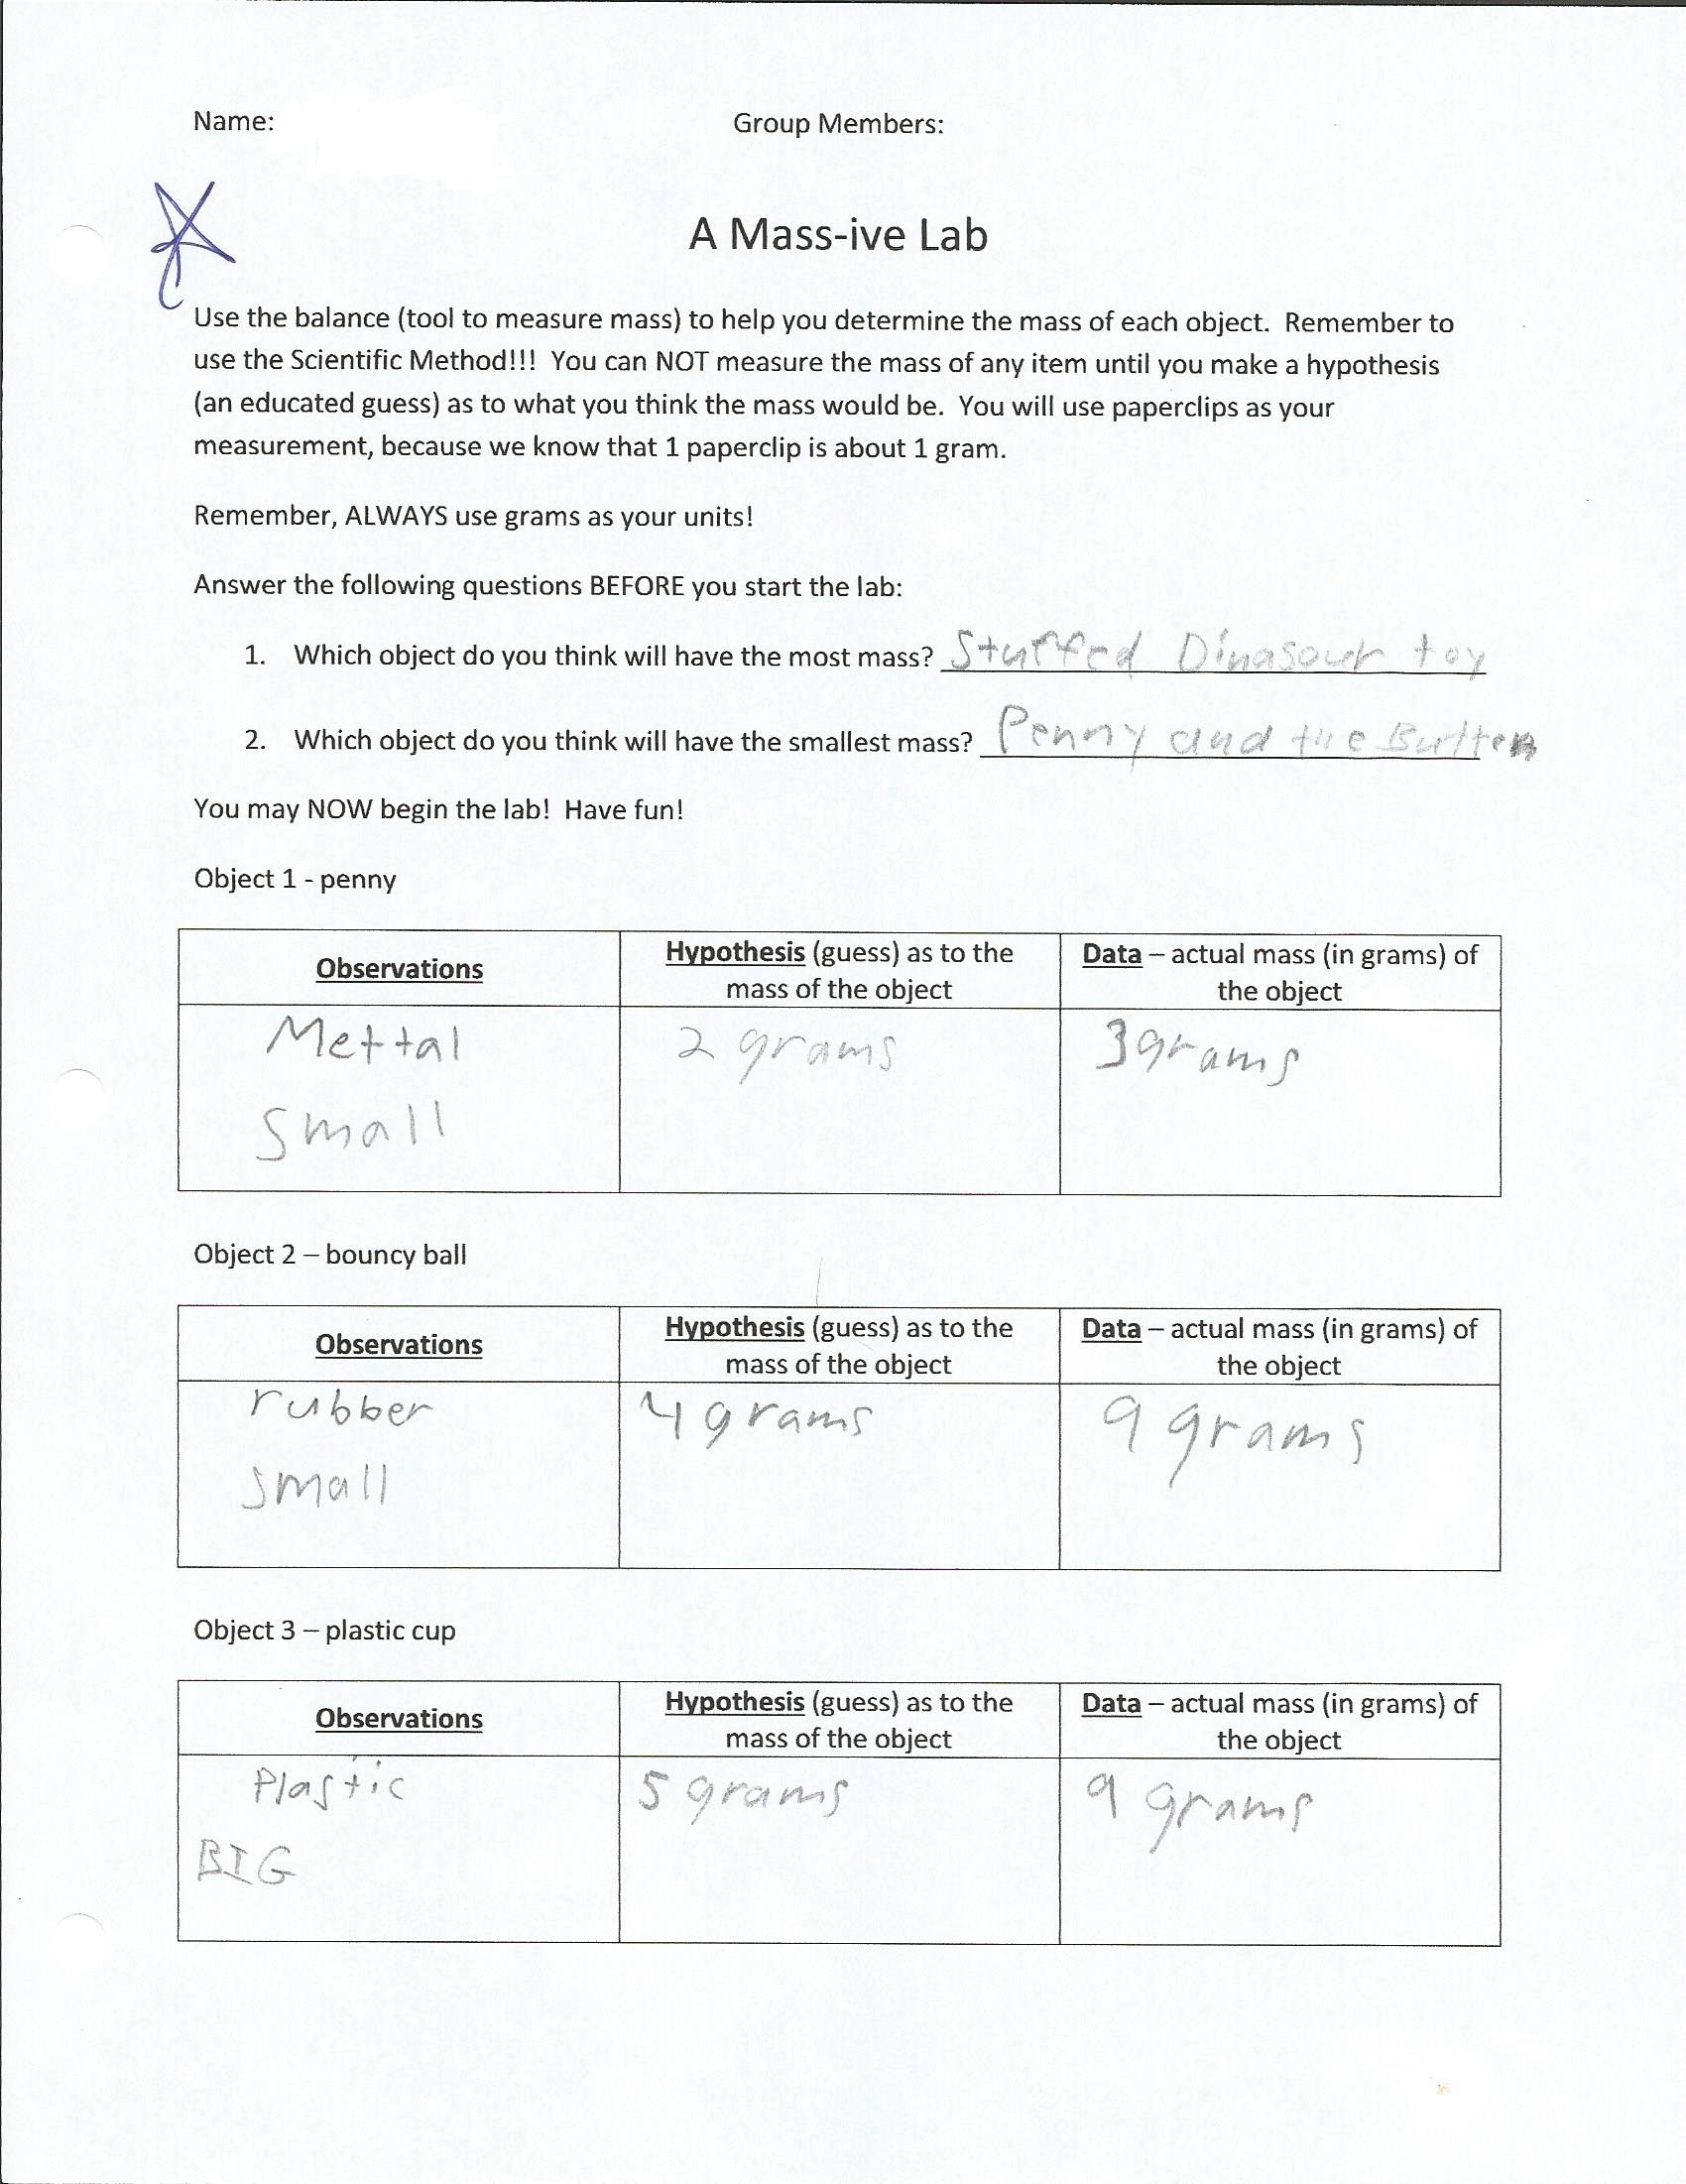 Name:
Group Members:
A Mass-ive Lab
Use the balance (tool to measure mass) to help you determine the mass of each object. Remember to
use the Scientific Method!!! You can NOT measure the mass of any item until you make a hypothesis
(an educated guess) as to what you think the mass would be. You will use paperclips as your
measurement, because we know that 1 paperclip is about 1 gram.
Remember, ALWAYS use grams as your units!
Answer the following questions BEFORE you start the lab:
1. Which object do you think will have the most mass? Stuffed Dinasour toy
2. Which object do you think will have the smallest mass? Penny and the Button
You may NOW begin the lab! Have fun!
Object 1 - penny
Observations
Hypothesis (guess) as to the
mass of the object
Data – actual mass (in grams) of
the object
Mettal
small
2 grams
3 grams
Object 2 – bouncy ball
Observations
Hypothesis (guess) as to the
mass of the object
Data – actual mass (in grams) of
the object
rubber
small
4 grams
9 grams
Object 3 – plastic cup
Observations
Hypothesis (guess) as to the
mass of the object
Data – actual mass (in grams) of
the object
Plastic
BIG
5 grams
9 grams